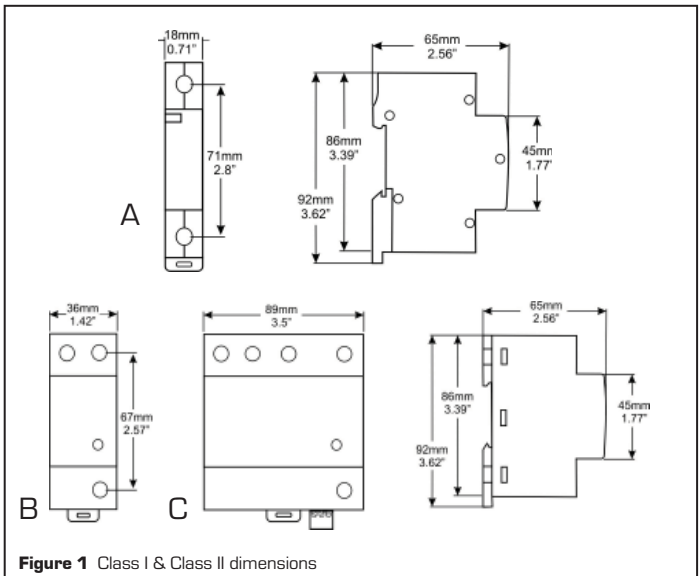 18mm
0.71"
65mm
2.56"
71mm
2.8"
86mm
3.39"
92mm
3.62"
45mm
1.77"
A
36mm
1.42"
89mm
3.5"
65mm
2.56"
67mm
2.57"
86mm
3.39"
92mm
3.62"
45mm
1.77"
B
C
Figure 1 Class I & Class II dimensions